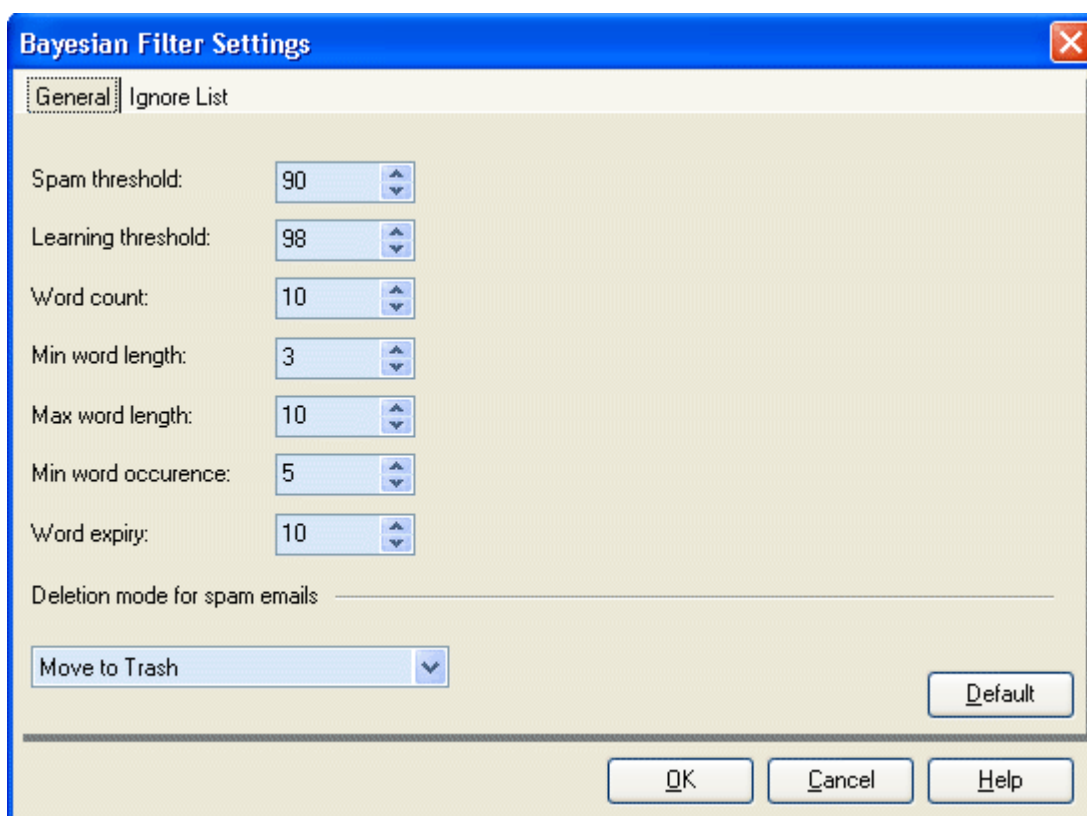 Bayesian Filter Settings
General Ignore List
Spam threshold: 90
Learning threshold: 98
Word count: 10
Min word length: 3
Max word length: 10
Min word occurence: 5
Word expiry: 10
Deletion mode for spam emails
Move to Trash
Default
OK Cancel Help